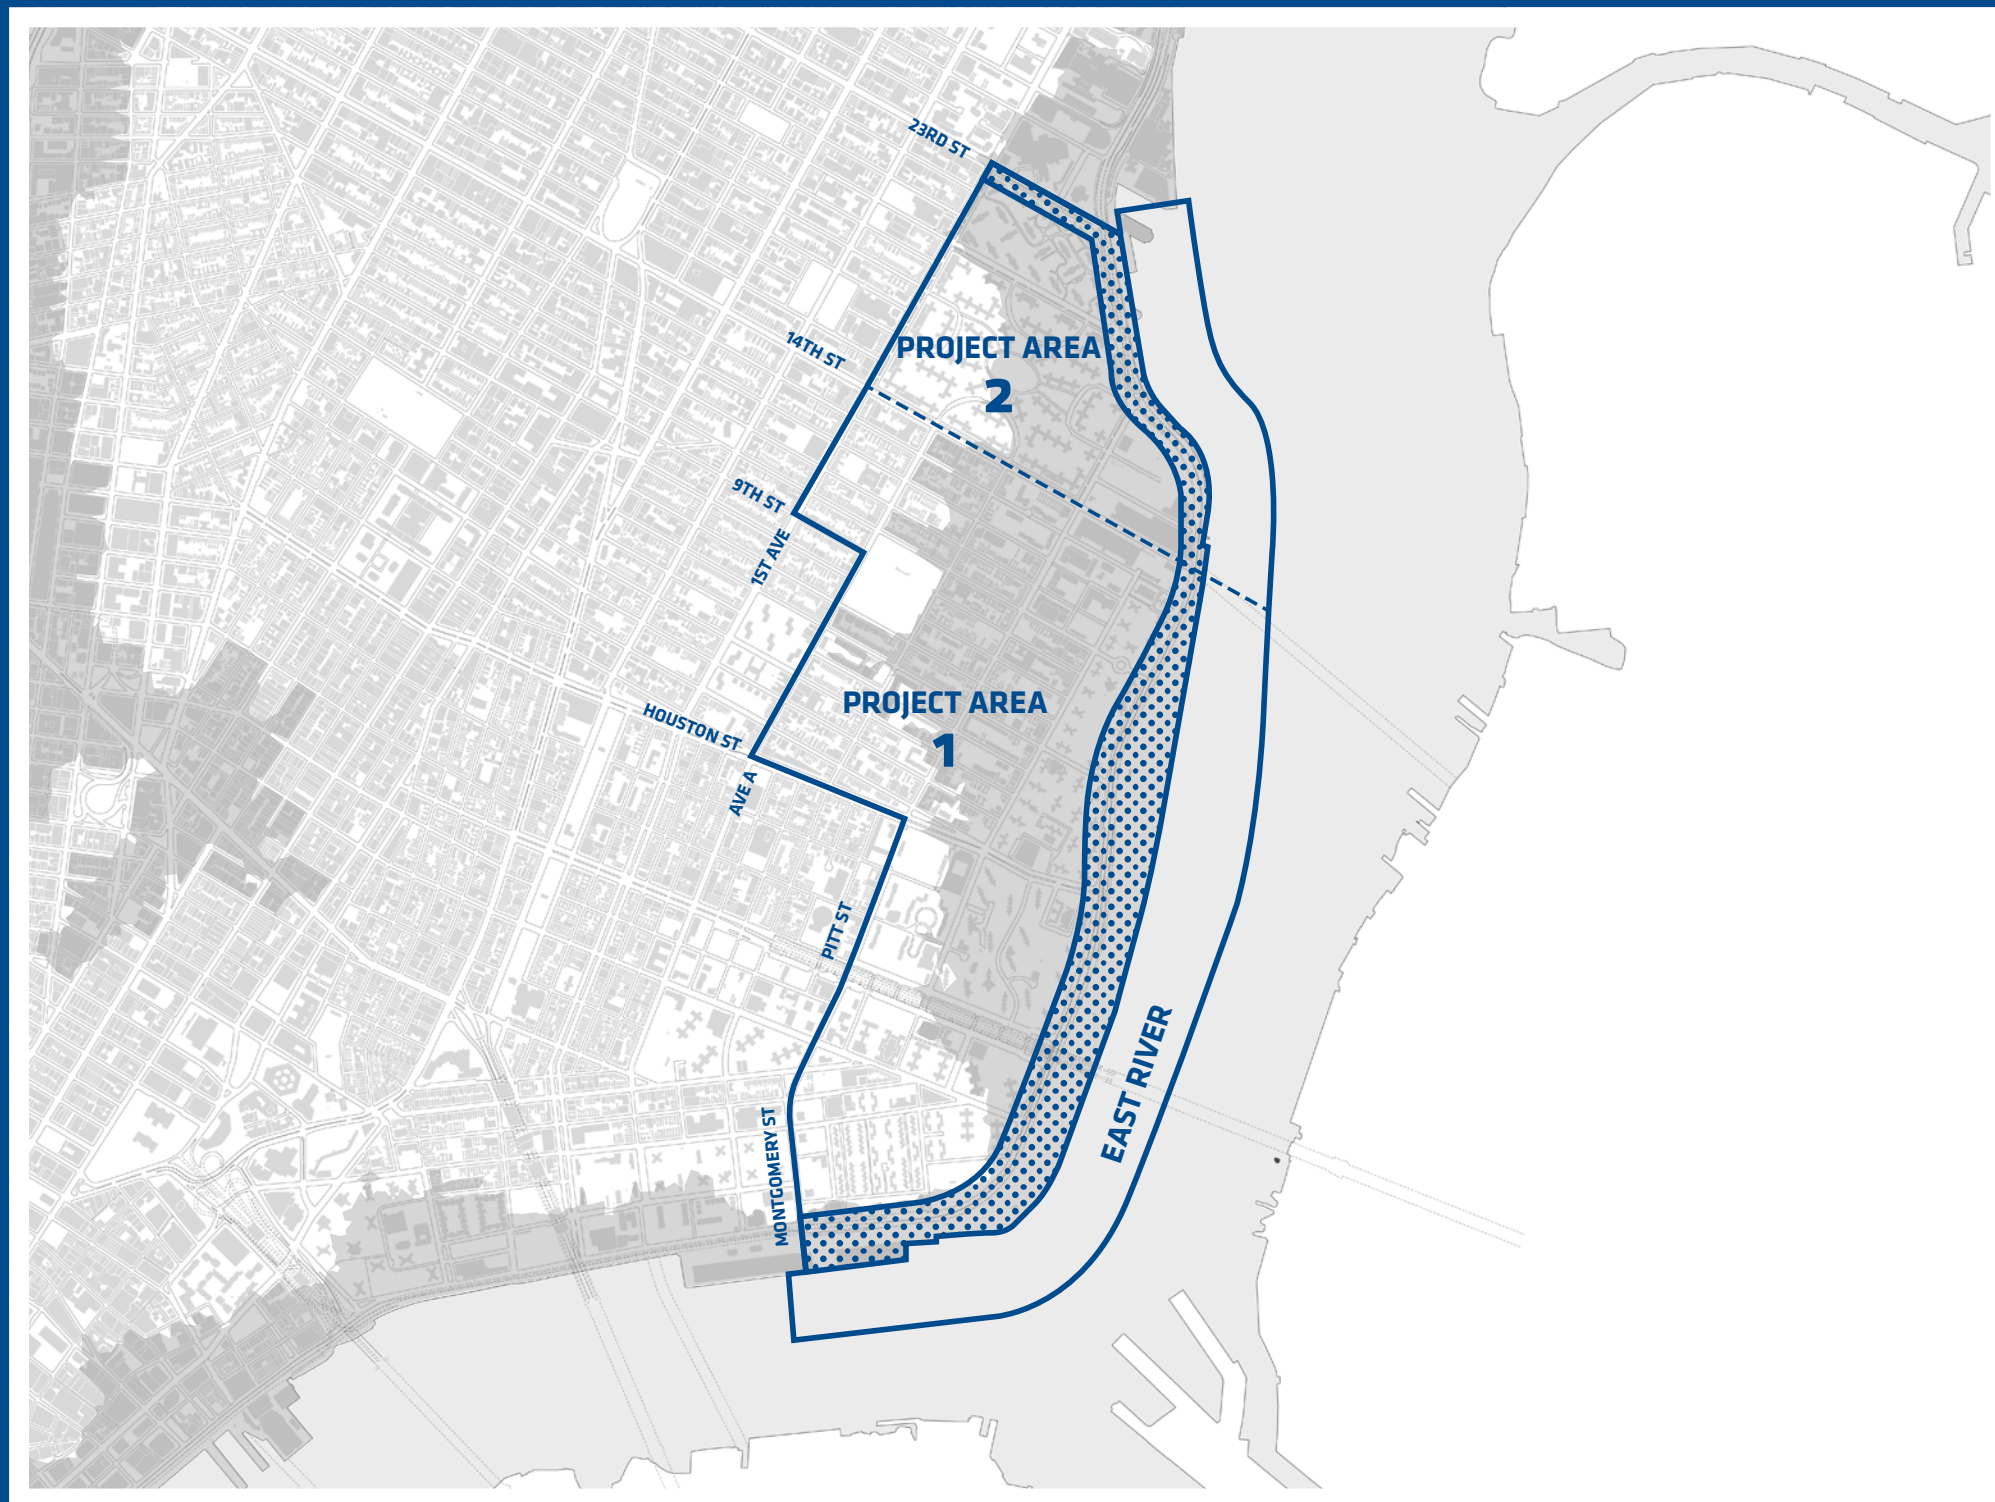 23RD ST
PROJECT AREA
2
14TH ST
9TH ST
1ST AVE
PROJECT AREA
1
HOUSTON ST
AVE A
PITT ST
EAST RIVER
MONTGOMERY ST